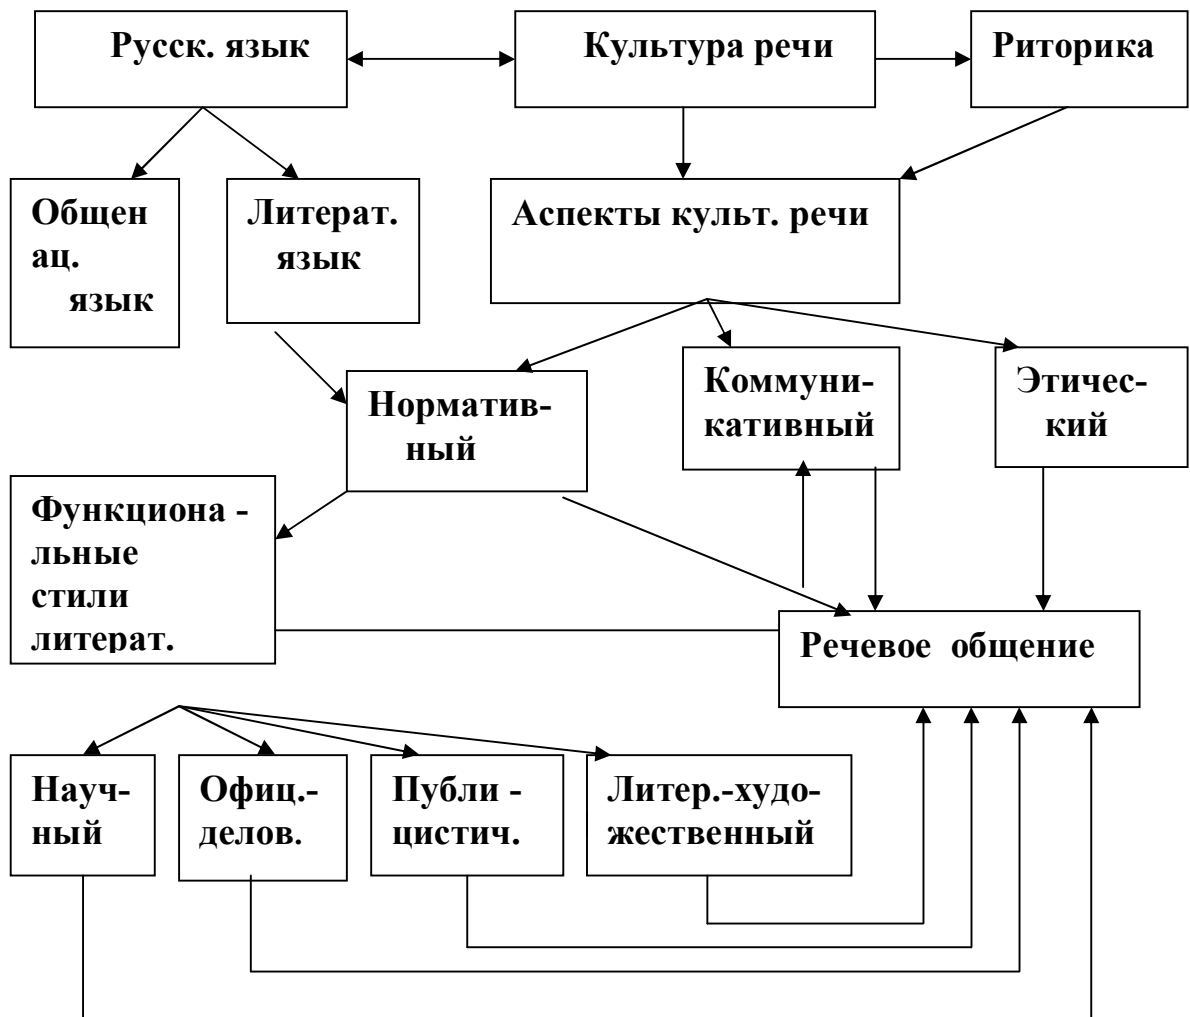 Русск. язык
Культура речи
Риторика
Общен
ац.
язык
Литерат.
язык
Аспекты культ. речи
Норматив-
ный
Коммуни-
кативный
Этичес-
кий
Функциона -
льные
стили
литерат.
Речевое общение
Науч-
ный
Офиц.-
делов.
Публи -
цистич.
Литер.-худо-
жественный